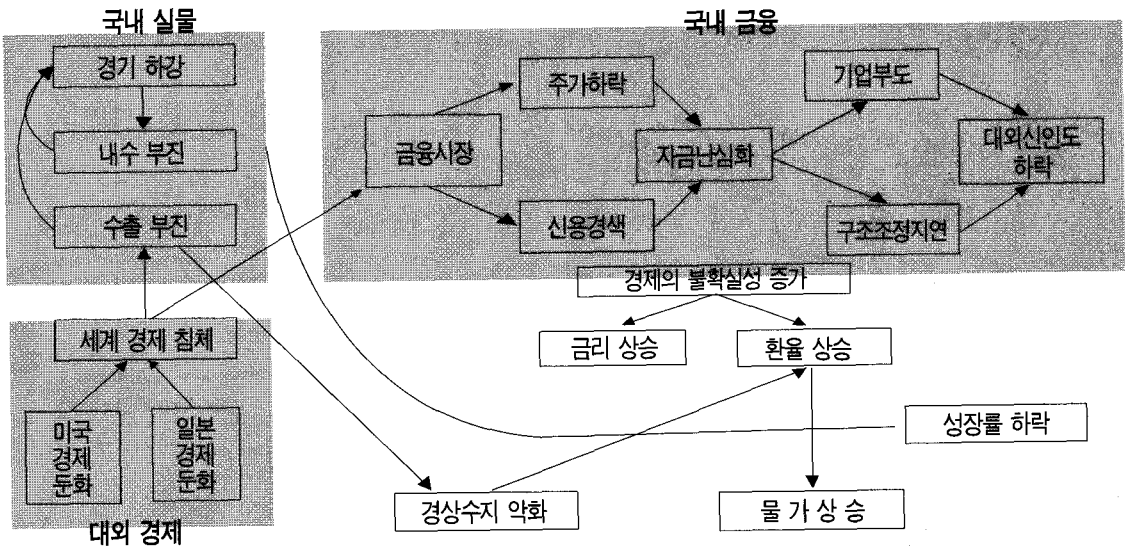 국내 실물
경기 하강
내수 부진
수출 부진
국내 금융
금융시장
주가하락
신용경색
자금난심화
기업부도
구조조정지연
대외신인도
하락
경제의 불확실성 증가
금리 상승
환율 상승
세계 경제 침체
미국
경제
둔화
일본
경제
둔화
대외 경제
성장률 하락
경상수지 악화
물 가 상 승